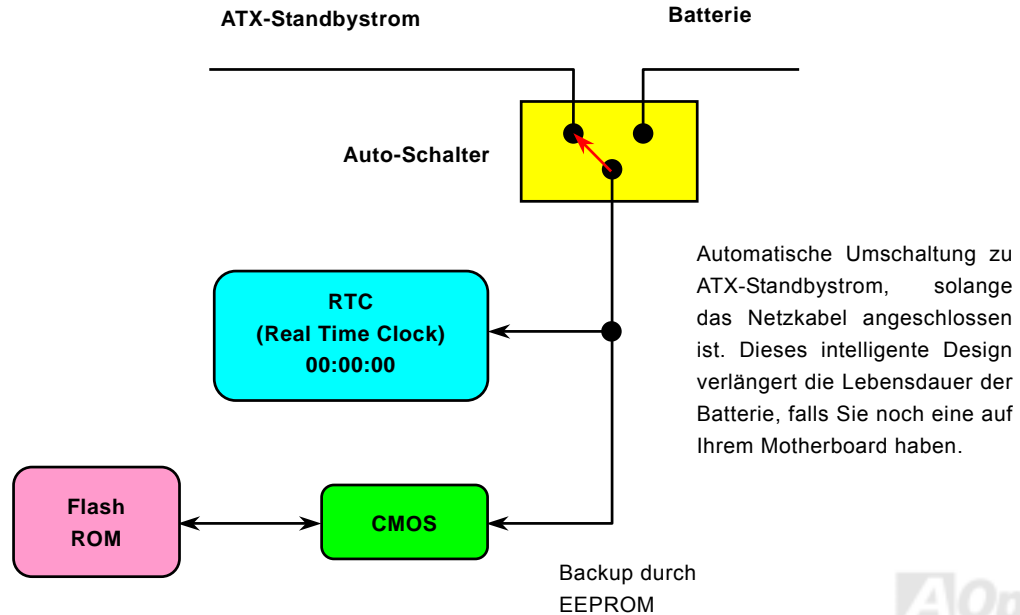 ATX-Standbystrom
Batterie
Auto-Schalter
Automatische Umschaltung zu
ATX-Standbystrom, solange
das Netzkabel angeschlossen
ist. Dieses intelligente Design
verlängert die Lebensdauer der
Batterie, falls Sie noch eine auf
Ihrem Motherboard haben.
RTC
(Real Time Clock)
00:00:00
Flash
ROM
CMOS
Backup durch
EEPROM